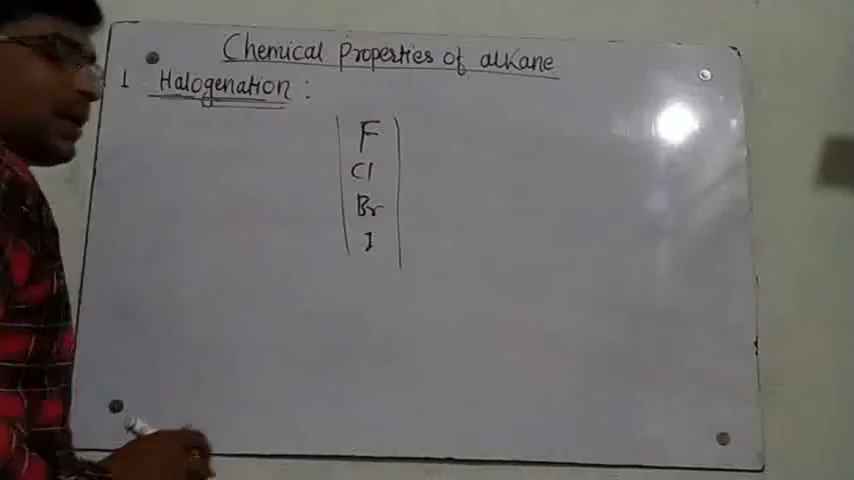 Chemical Properties of alkane
1 Halogenation :
F
Cl
Br
I